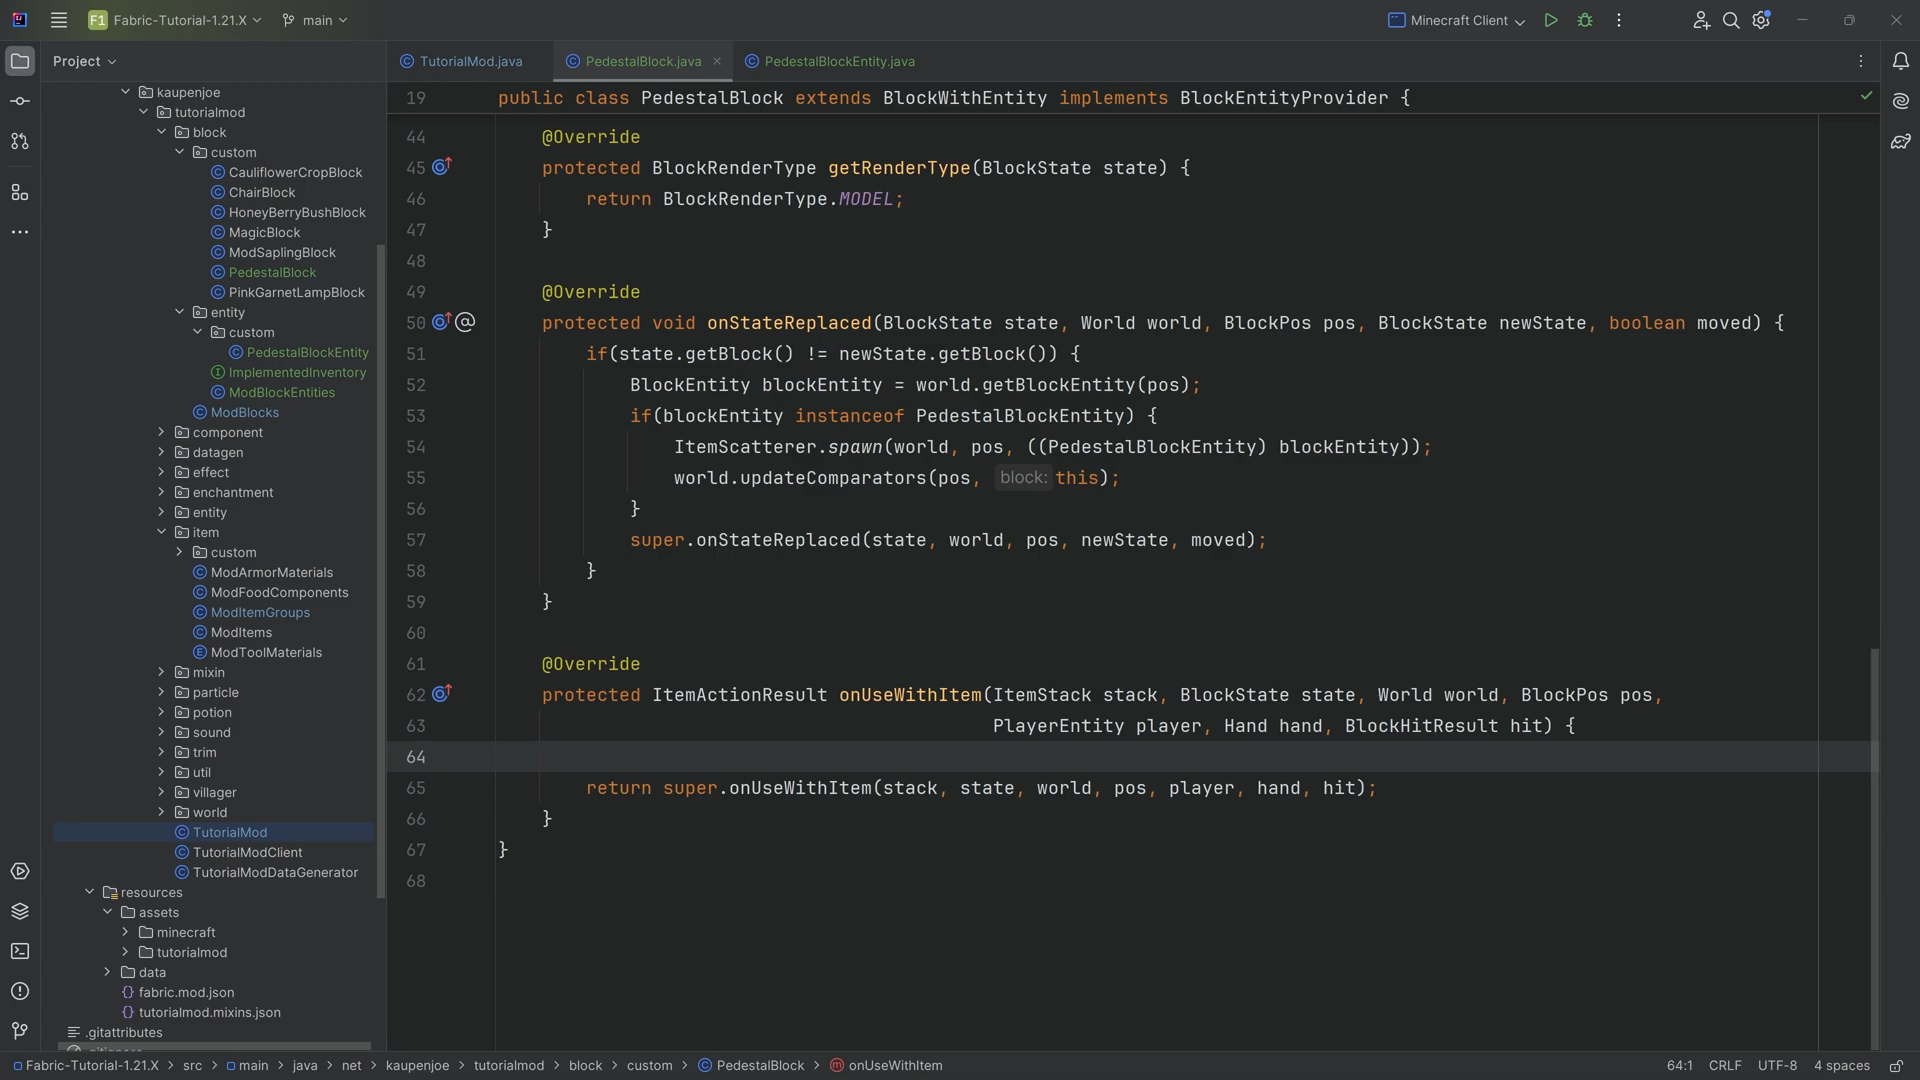 F1 Fabric-Tutorial-1.21.X main Minecraft Client
Project
TutorialMod.java PedestalBlock.java PedestalBlockEntity.java
kaupenjoe
tutorialmod
block
custom
CauliflowerCropBlock
ChairBlock
HoneyBerryBushBlock
MagicBlock
ModSaplingBlock
PedestalBlock
PinkGarnetLampBlock
entity
custom
PedestalBlockEntity
ImplementedInventory
ModBlockEntities
ModBlocks
component
datagen
effect
enchantment
entity
item
custom
ModArmorMaterials
ModFoodComponents
ModItemGroups
ModItems
ModToolMaterials
mixin
particle
potion
sound
trim
util
villager
world
TutorialMod
TutorialModClient
TutorialModDataGenerator
resources
assets
minecraft
tutorialmod
data
fabric.mod.json
tutorialmod.mixins.json
.gitattributes
19 public class PedestalBlock extends BlockWithEntity implements BlockEntityProvider {
44 @Override
45 protected BlockRenderType getRenderType(BlockState state) {
46 return BlockRenderType.MODEL;
47 }
48
49 @Override
50 protected void onStateReplaced(BlockState state, World world, BlockPos pos, BlockState newState, boolean moved) {
51 if(state.getBlock() != newState.getBlock()) {
52 BlockEntity blockEntity = world.getBlockEntity(pos);
53 if(blockEntity instanceof PedestalBlockEntity) {
54 ItemScatterer.spawn(world, pos, ((PedestalBlockEntity) blockEntity));
55 world.updateComparators(pos, block: this);
56 }
57 super.onStateReplaced(state, world, pos, newState, moved);
58 }
59 }
60
61 @Override
62 protected ItemActionResult onUseWithItem(ItemStack stack, BlockState state, World world, BlockPos pos,
63 PlayerEntity player, Hand hand, BlockHitResult hit) {
64
65 return super.onUseWithItem(stack, state, world, pos, player, hand, hit);
66 }
67 }
68
Fabric-Tutorial-1.21.X > src > main > java > net > kaupenjoe > tutorialmod > block > custom > PedestalBlock > onUseWithItem 64:1 CRLF UTF-8 4 spaces